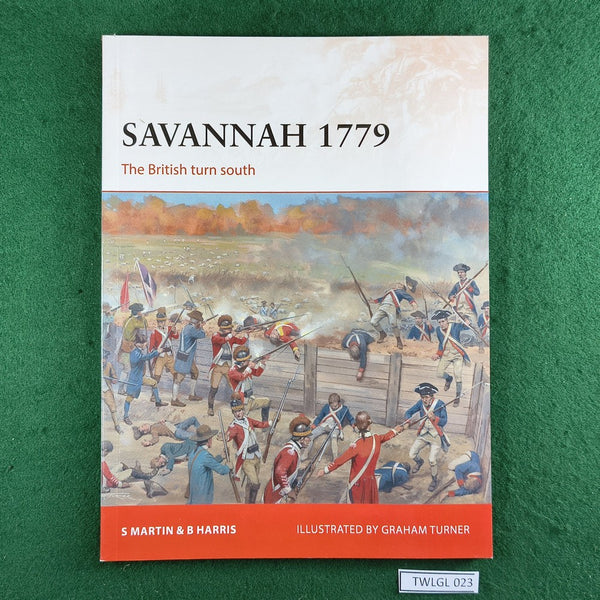 SAVANNAH 1779
The British turn south
S MARTIN & B HARRIS
ILLUSTRATED BY GRAHAM TURNER
TWLGL 023